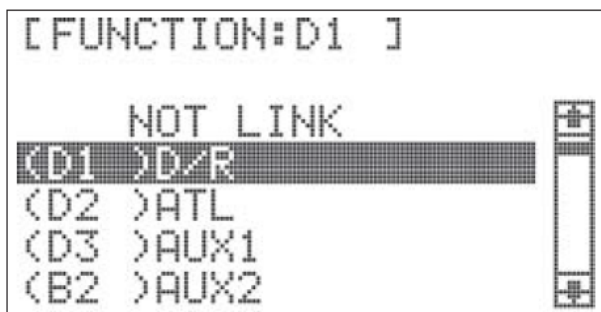 [FUNCTION:D1  ]
NOT LINK
(D1 )D/R
(D2 )ATL
(D3 )AUX1
(B2 )AUX2